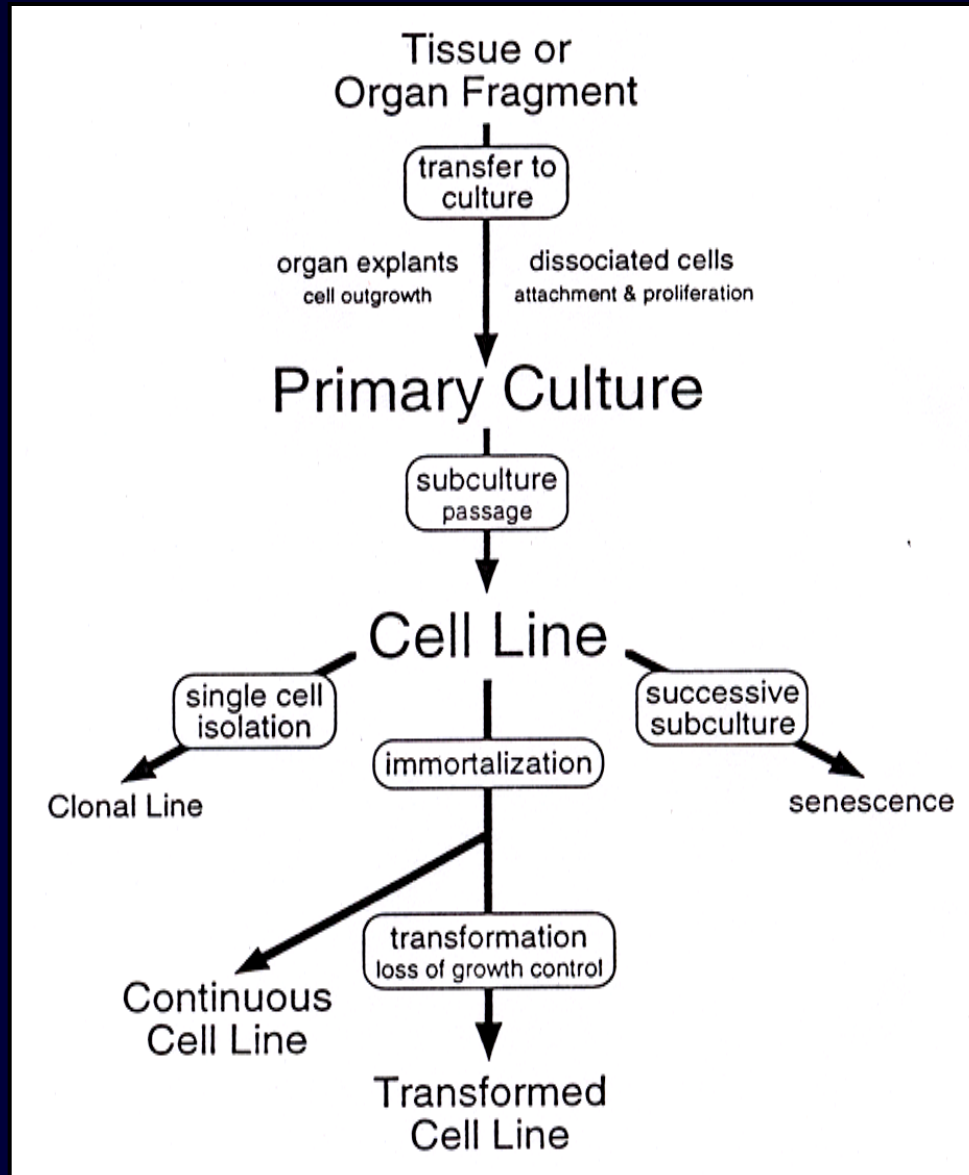 Tissue or
Organ Fragment
transfer to
culture
organ explants
cell outgrowth
dissociated cells
attachment & proliferation
Primary Culture
subculture
passage
Cell Line
single cell
isolation
successive
subculture
immortalization
Clonal Line
senescence
transformation
loss of growth control
Continuous
Cell Line
Transformed
Cell Line